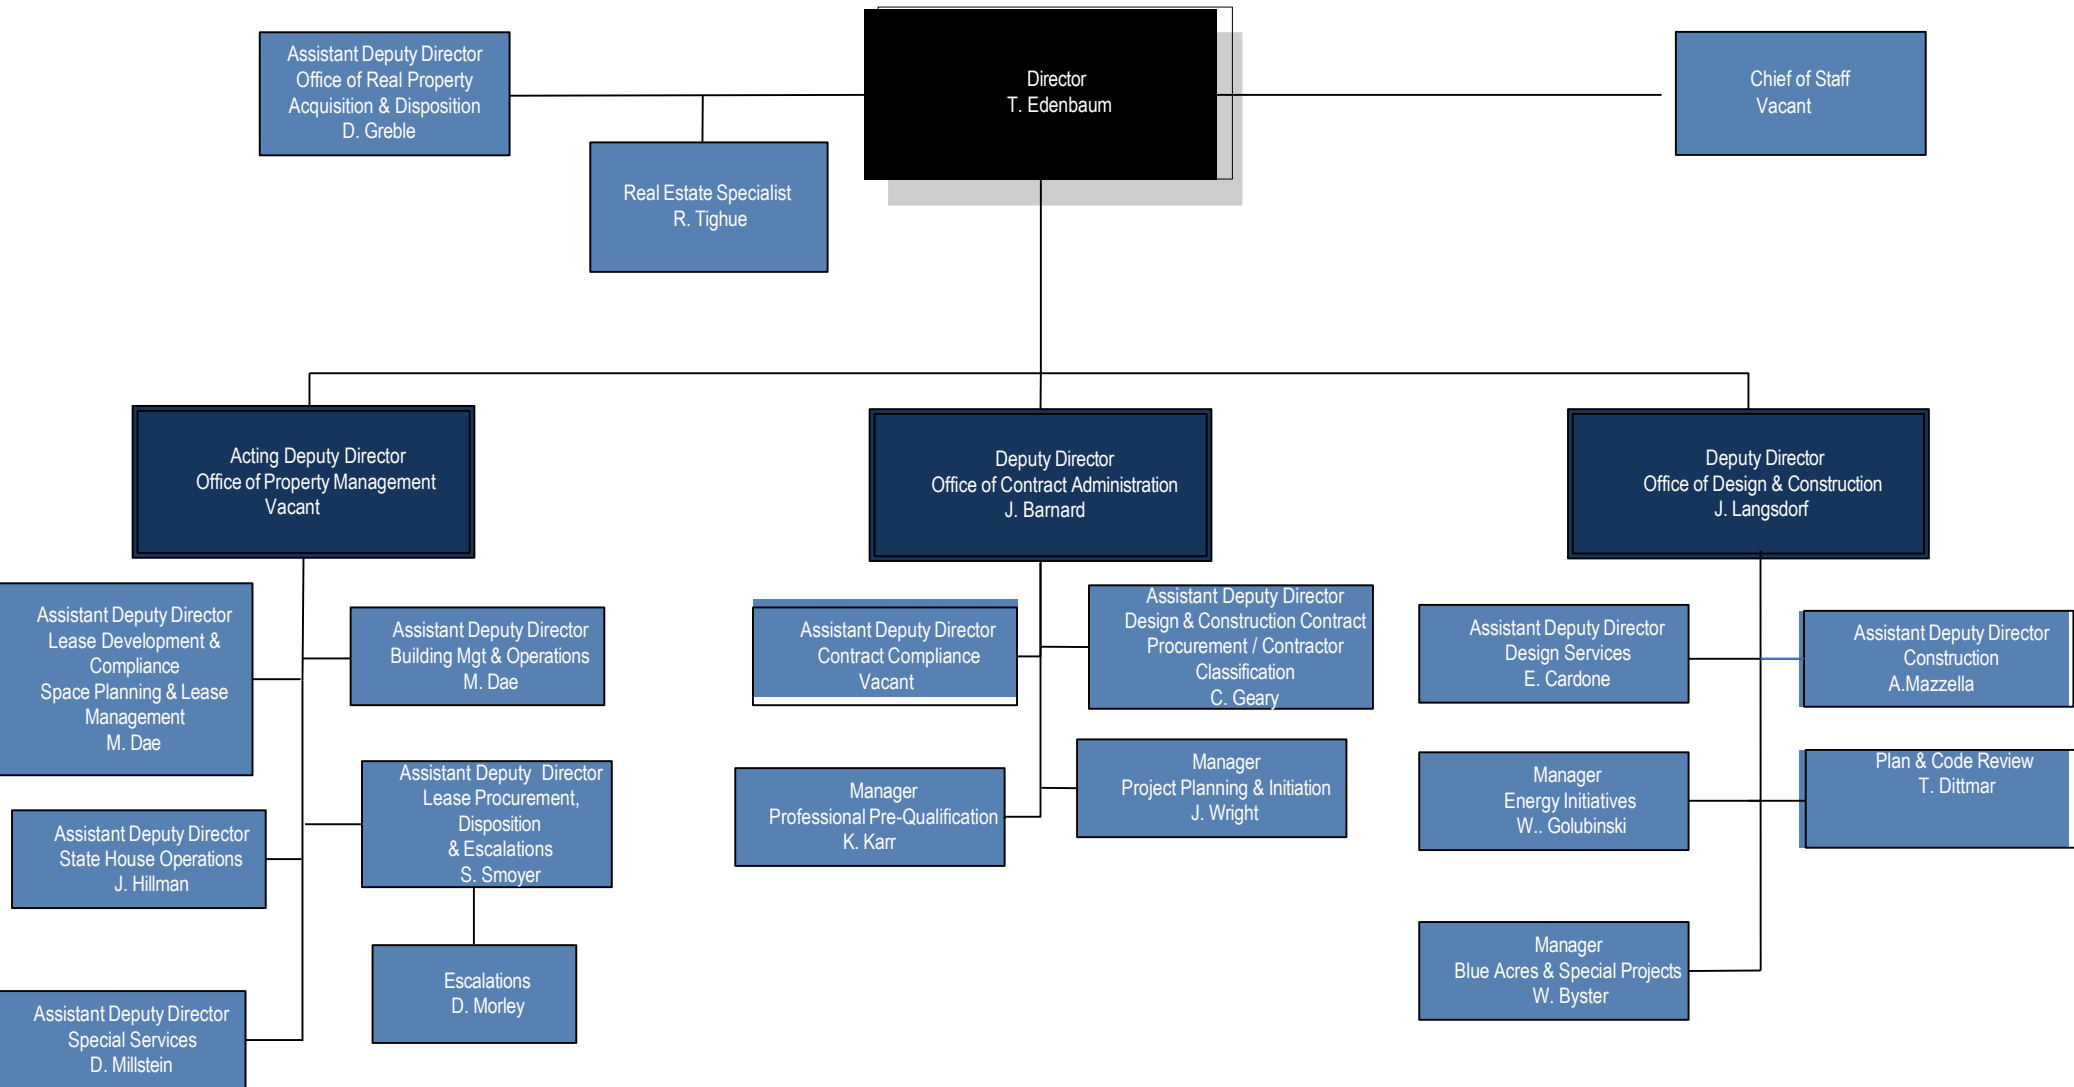 Assistant Deputy Director
Office of Real Property
Acquisition & Disposition
D. Greble
Director
T. Edenbaum
Chief of Staff
Vacant
Real Estate Specialist
R. Tighue
Acting Deputy Director
Office of Property Management
Vacant
Deputy Director
Office of Contract Administration
J. Barnard
Deputy Director
Office of Design & Construction
J. Langsdorf
Assistant Deputy Director
Lease Development &
Compliance
Space Planning & Lease
Management
M. Dae
Assistant Deputy Director
Building Mgt & Operations
M. Dae
Assistant Deputy Director
State House Operations
J. Hillman
Assistant Deputy  Director
Lease Procurement,
Disposition
& Escalations
S. Smoyer
Escalations
D. Morley
Assistant Deputy Director
Special Services
D. Millstein
Assistant Deputy Director
Contract Compliance
Vacant
Assistant Deputy Director
Design & Construction Contract
Procurement / Contractor
Classification
C. Geary
Manager
Professional Pre-Qualification
K. Karr
Manager
Project Planning & Initiation
J. Wright
Assistant Deputy Director
Design Services
E. Cardone
Assistant Deputy Director
Construction
A.Mazzella
Manager
Energy Initiatives
W.. Golubinski
Plan & Code Review
T. Dittmar
Manager
Blue Acres & Special Projects
W. Byster